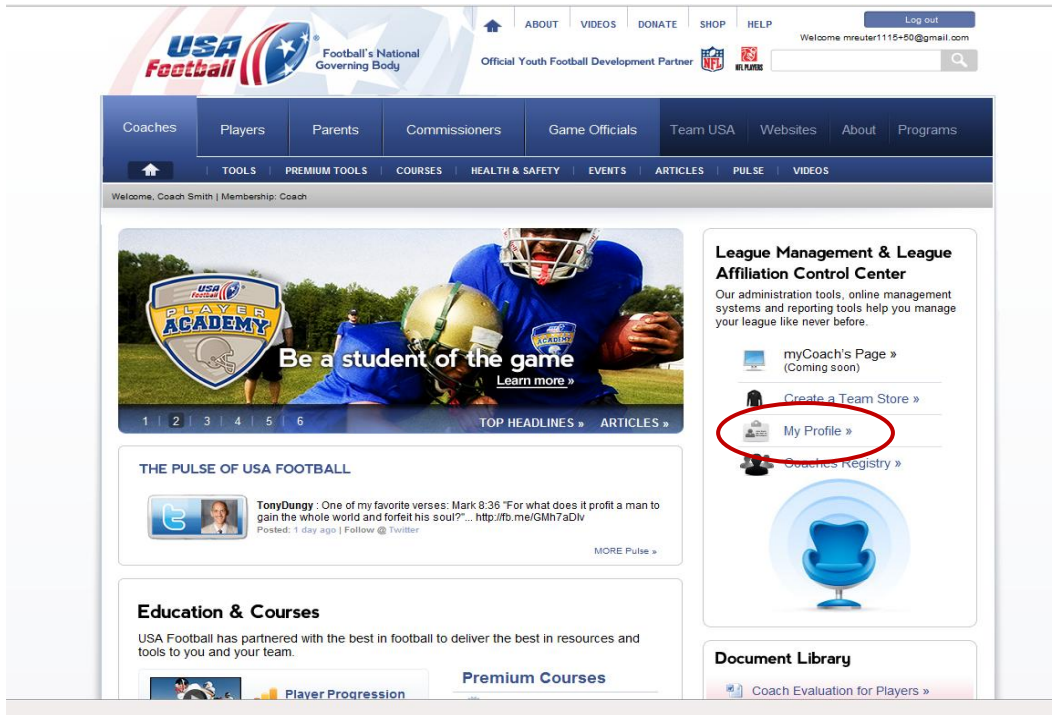 ABOUT VIDEOS DONATE SHOP HELP
Log out
Welcome mreuter1115+50@gmail.com
USA
Football
Football's National
Governing Body
Official Youth Football Development Partner
NFL
NFL PLAYERS
Coaches Players Parents Commissioners Game Officials Team USA Websites About Programs
TOOLS | PREMIUM TOOLS | COURSES | HEALTH & SAFETY | EVENTS | ARTICLES | PULSE | VIDEOS
Welcome, Coach Smith | Membership: Coach
USA
Football
PLAYER
ACADEMY
ACADEMY
Be a student of the game
Learn more »
1 | 2 | 3 | 4 | 5 | 6
TOP HEADLINES » ARTICLES »
THE PULSE OF USA FOOTBALL
TonyDungy : One of my favorite verses: Mark 8:36 "For what does it profit a man to
gain the whole world and forfeit his soul?"... http://fb.me/GMh7aDlv
Posted: 1 day ago | Follow @ Twitter
MORE Pulse »
Education & Courses
USA Football has partnered with the best in football to deliver the best in resources and
tools to you and your team.
Player Progression
Premium Courses
League Management & League
Affiliation Control Center
Our administration tools, online management
systems and reporting tools help you manage
your league like never before.
myCoach's Page »
(Coming soon)
Create a Team Store »
My Profile »
Coaches Registry »
Document Library
Coach Evaluation for Players »